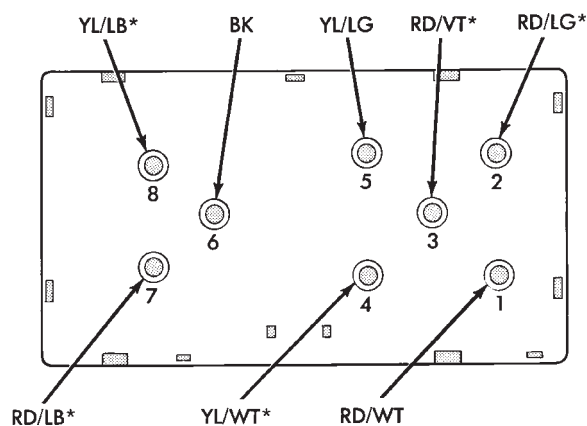 YL/LB* BK YL/LG RD/VT* RD/LG*
8 5 2
6 3
7 4 1
RD/LB* YL/WT* RD/WT